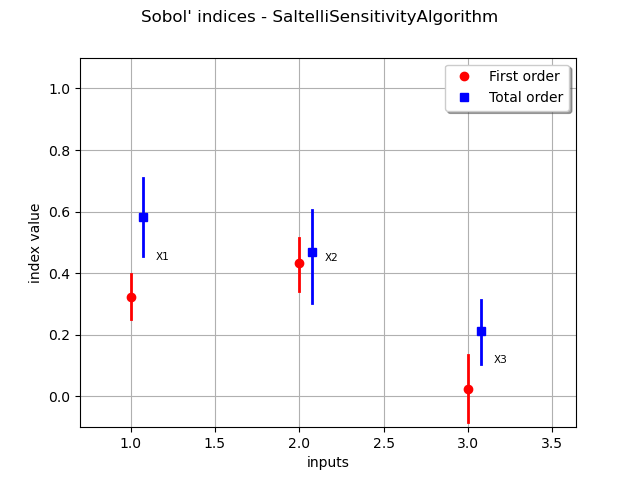 Sobol' indices - SaltelliSensitivityAlgorithm
First order
Total order
1.0
0.8
0.6
0.4
0.2
0.0
index value
X1
X2
X3
1.0 1.5 2.0 2.5 3.0 3.5
inputs